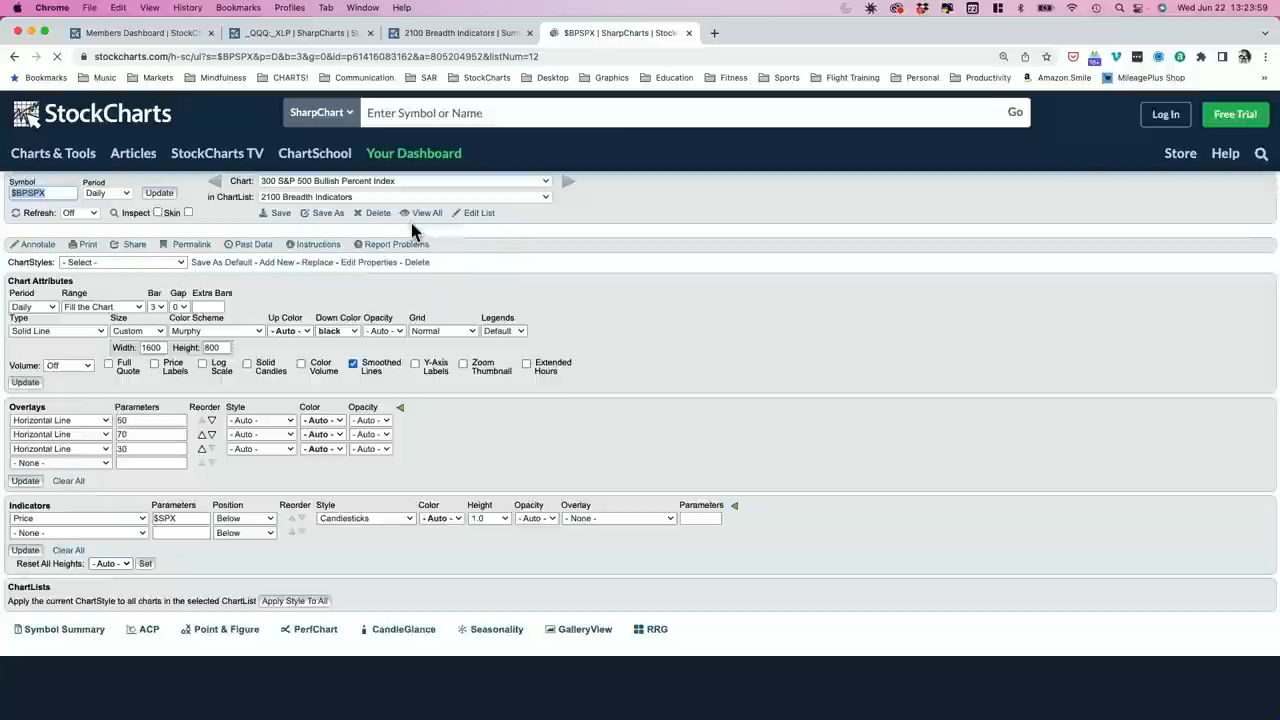 Chrome File Edit View History Bookmarks Profiles Tab Window Help Wed Jun 22 13:23:59
Members Dashboard | StockC × _QQQ:_XLP | SharpCharts | St × 2100 Breadth Indicators | Sum × $BPSPX | SharpCharts | Stock × +
stockcharts.com/h-sc/ui?s=$BPSPX&p=D&b=3&g=0&id=p61416083162&a=805204952&listNum=12
Bookmarks Music Markets Mindfulness CHARTS! Communication SAR StockCharts Desktop Graphics Education Fitness Sports Flight Training Personal Productivity Amazon Smile MileagePlus Shop »
StockCharts SharpChart Enter Symbol or Name Go Log In Free Trial
Charts & Tools Articles StockCharts TV ChartSchool Your Dashboard Store Help
Symbol Period Chart: 300 S&P 500 Bullish Percent Index
$BPSPX Daily Update in ChartList: 2100 Breadth Indicators
Refresh: Off Inspect Skin Save Save As Delete View All Edit List
Annotate Print Share Permalink Past Data Instructions Report Problems
ChartStyles: - Select - Save As Default - Add New - Replace - Edit Properties - Delete
Chart Attributes
Period Range Bar Gap Extra Bars
Daily Fill the Chart 3 0
Type Size Color Scheme Up Color Down Color Opacity Grid Legends
Solid Line Custom Murphy - Auto - black - Auto - Normal Default
Width: 1600 Height: 800
Volume: Off Full Quote Price Labels Log Scale Solid Candles Color Volume Smoothed Lines Y-Axis Labels Zoom Thumbnail Extended Hours
Update
Overlays Parameters Reorder Style Color Opacity
Horizontal Line 50 - Auto - - Auto - - Auto -
Horizontal Line 70 - Auto - - Auto - - Auto -
Horizontal Line 30 - Auto - - Auto - - Auto -
- None -
Update Clear All
Indicators Parameters Position Reorder Style Color Height Opacity Overlay Parameters
Price $SPX Below Candlesticks - Auto - 1.0 - Auto - - None -
- None - Below
Update Clear All
Reset All Heights: - Auto - Set
ChartLists
Apply the current ChartStyle to all charts in the selected ChartList Apply Style To All
Symbol Summary ACP Point & Figure PerfChart CandleGlance Seasonality GalleryView RRG